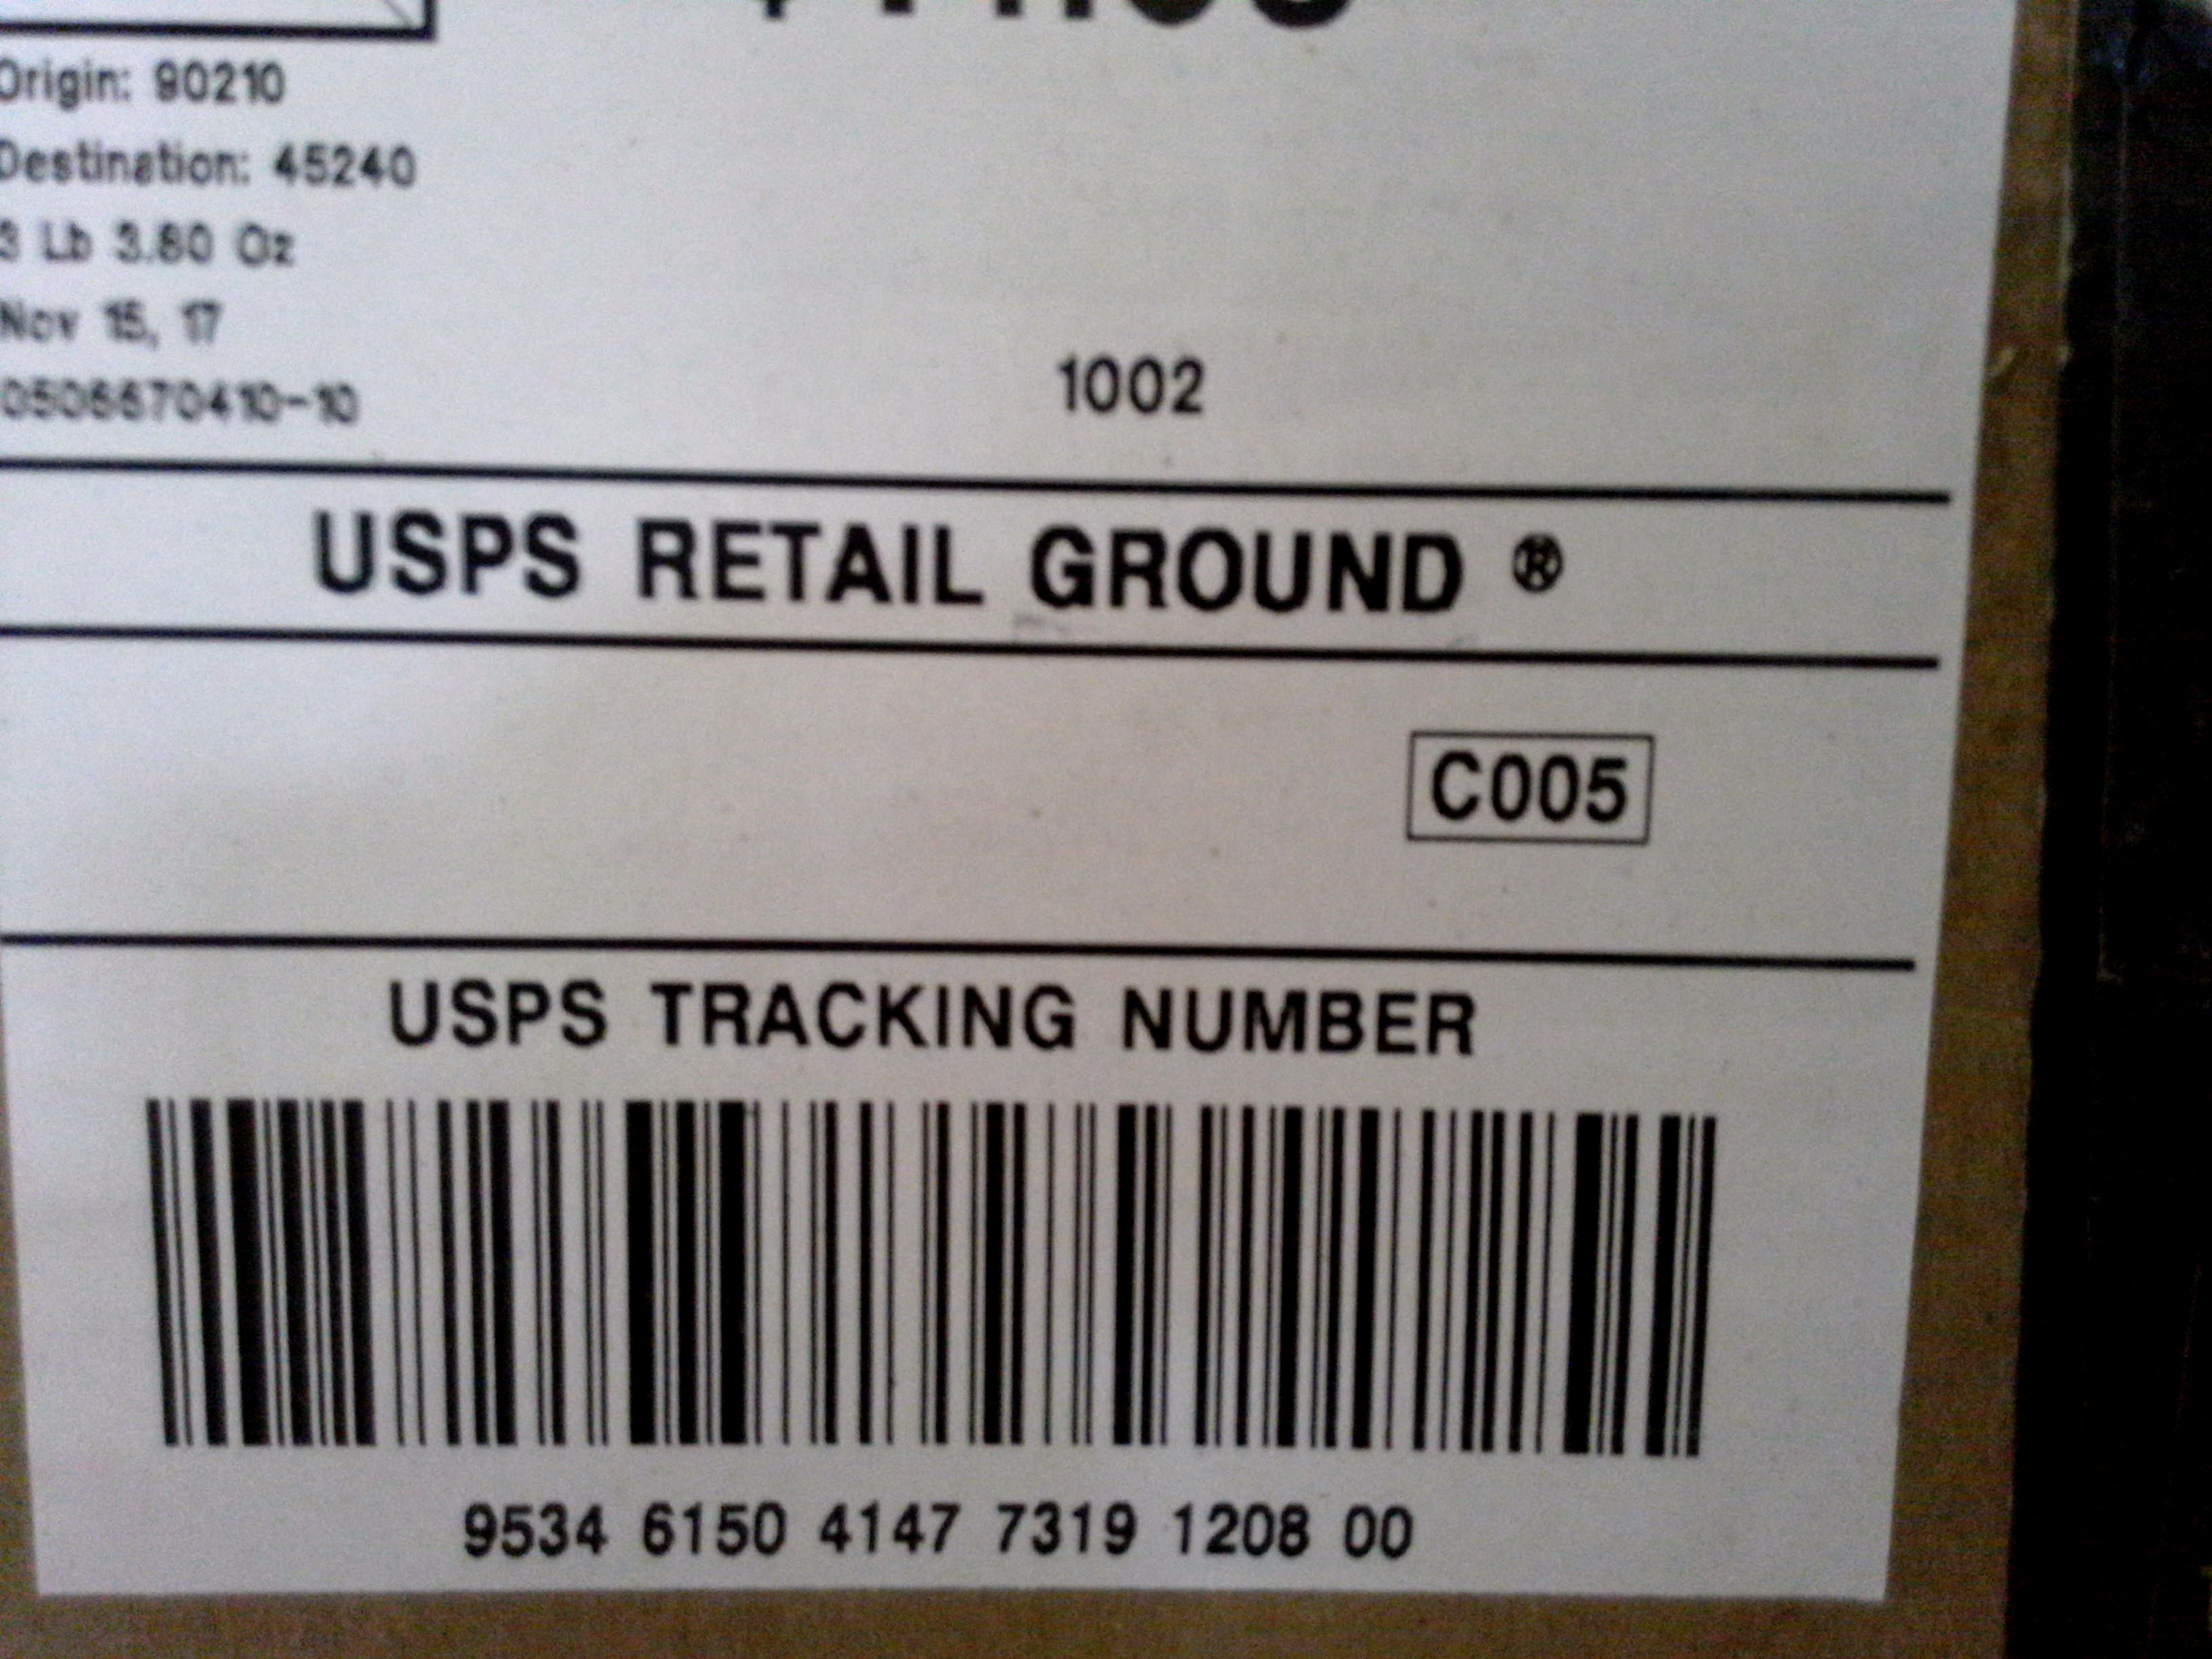 Origin: 90210
Destination: 45240
3 Lb 3.80 Oz
Nov 15, 17
0506670410-10
1002
USPS RETAIL GROUND ®
C005
USPS TRACKING NUMBER
9534 6150 4147 7319 1208 00